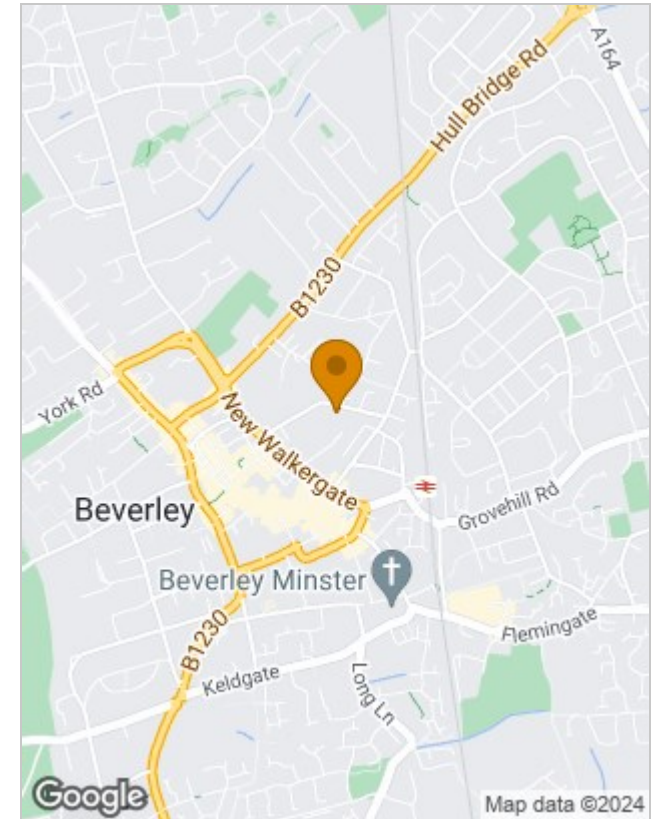 A164
Hull Bridge Rd
B1230
York Rd
New Walkergate
Beverley
Grovehill Rd
Beverley Minster
Flemingate
B1230
Keldgate
Long Ln
Google
Map data ©2024